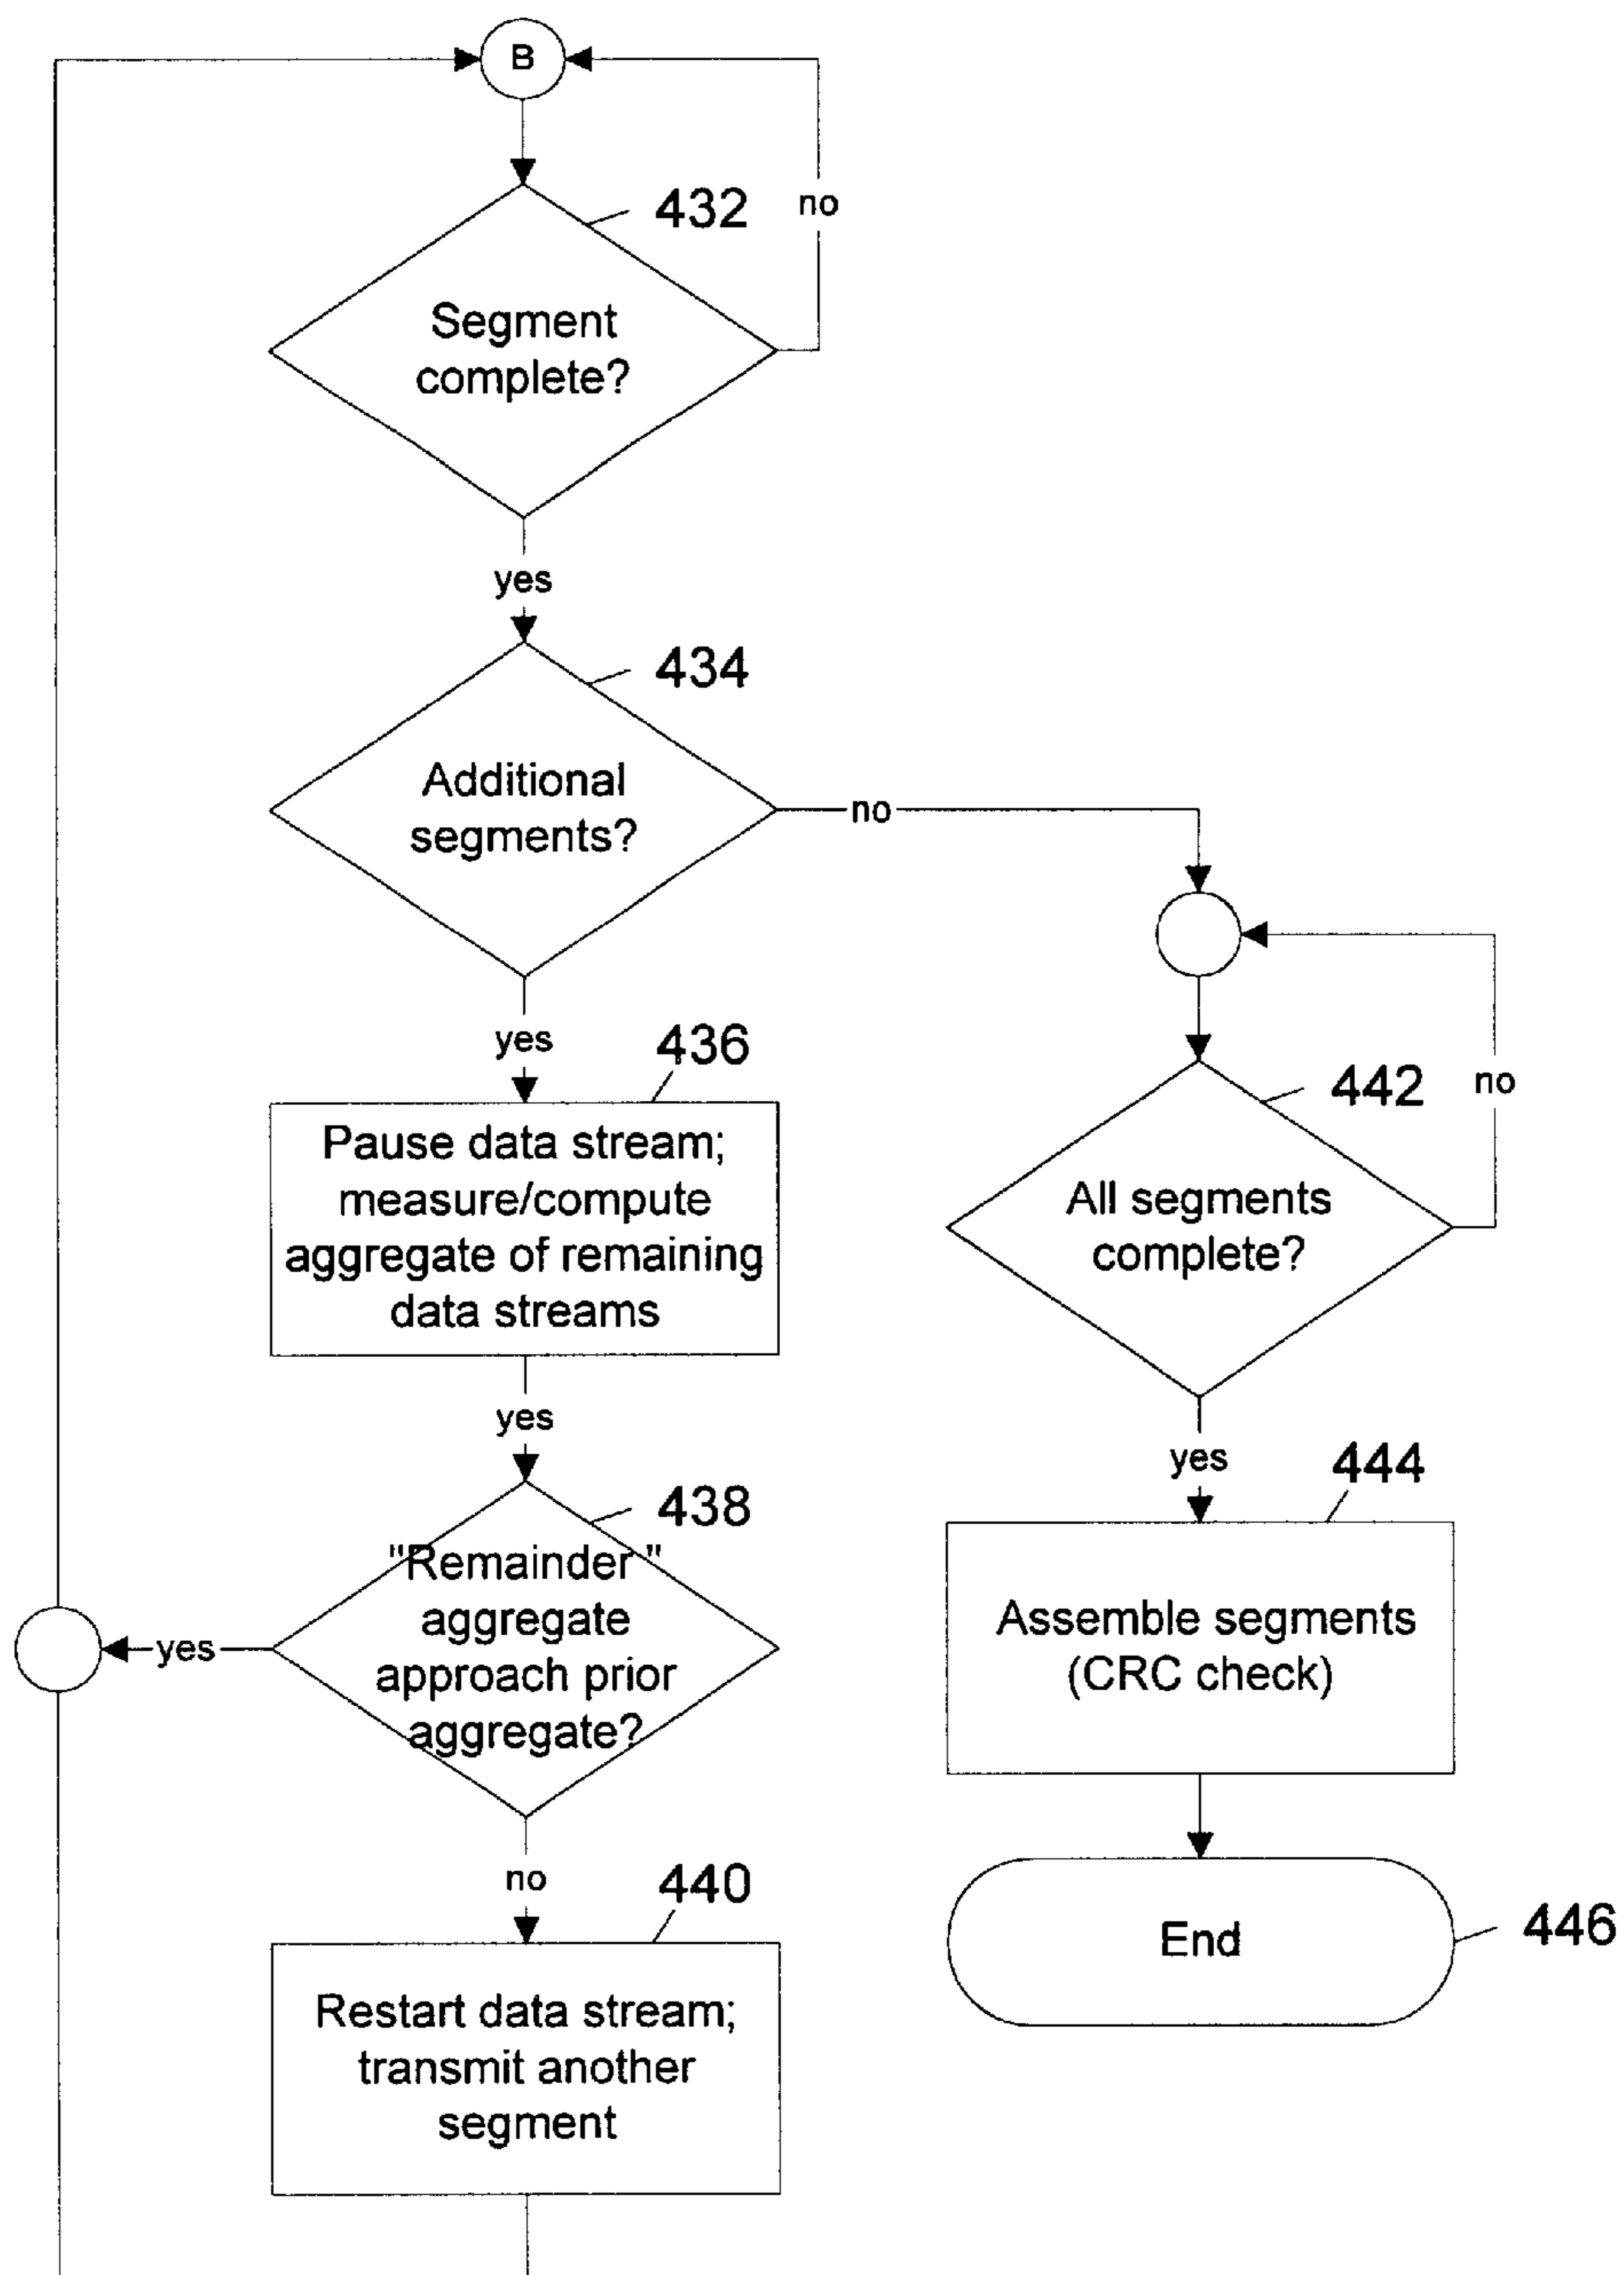 B
432
no
Segment
complete?
yes
434
Additional
segments?
no
yes
436
Pause data stream;
measure/compute
aggregate of remaining
data streams
442
no
All segments
complete?
yes
438
"Remainder "
aggregate
approach prior
aggregate?
yes
no
yes
444
Assemble segments
(CRC check)
440
Restart data stream;
transmit another
segment
End
446